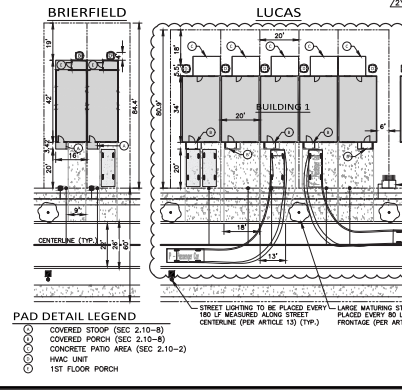 BRIERFIELD
LUCAS
20'
19'
18'
5.5'
42'
84.4'
80.9'
34'
BUILDING 1
20'
6'
3.42'
16'
20'
20'
9'
18'
CENTERLINE (TYP.)
26'
60'
13'
STREET LIGHTING TO BE PLACED EVERY
180 LF MEASURED ALONG STREET
CENTERLINE (PER ARTICLE 13) (TYP.)
LARGE MATURING ST
PLACED EVERY 80 L
FRONTAGE (PER ART
PAD DETAIL LEGEND
A COVERED STOOP (SEC 2.10-8)
B COVERED PORCH (SEC 2.10-8)
C CONCRETE PATIO AREA (SEC 2.10-2)
D HVAC UNIT
E 1ST FLOOR PORCH